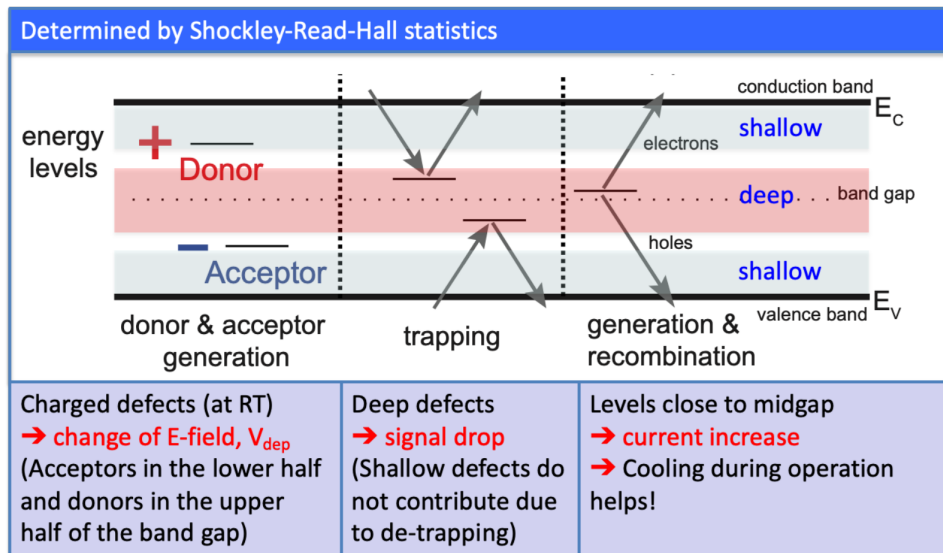 Determined by Shockley-Read-Hall statistics
conduction band
E_C
energy
levels
+
Donor
electrons
shallow
deep
band gap
-
Acceptor
holes
shallow
valence band
E_V
donor & acceptor
generation
trapping
generation &
recombination
Charged defects (at RT)
➔ change of E-field, V_dep
(Acceptors in the lower half
and donors in the upper
half of the band gap)
Deep defects
➔ signal drop
(Shallow defects do
not contribute due
to de-trapping)
Levels close to midgap
➔ current increase
➔ Cooling during operation
helps!